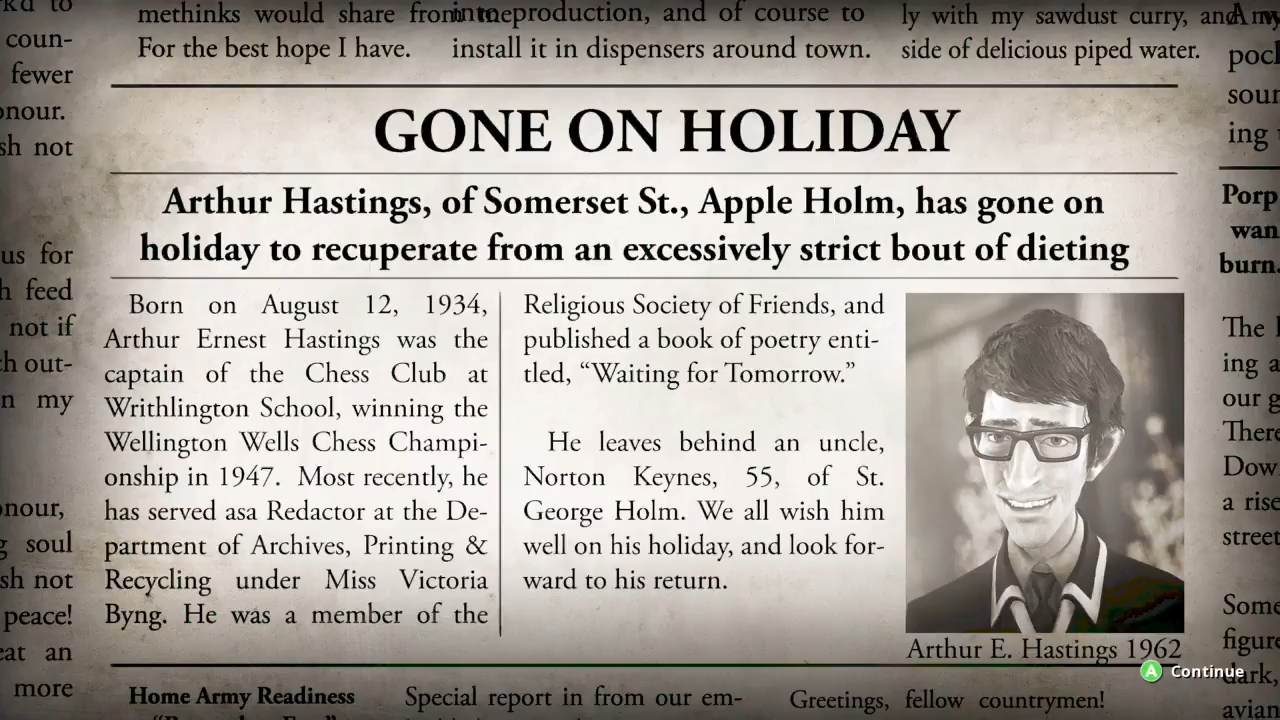 rk'd to
coun-
fewer
onour.
sh not
us for
h feed
not if
ch out-
n my
onour,
g soul
sh not
peace!
eat an
more
methinks would share from me
For the best hope I have.
into production, and of course to
install it in dispensers around town.
ly with my sawdust curry, and my
side of delicious piped water.
GONE ON HOLIDAY
Arthur Hastings, of Somerset St., Apple Holm, has gone on
holiday to recuperate from an excessively strict bout of dieting
Born on August 12, 1934,
Arthur Ernest Hastings was the
captain of the Chess Club at
Writhlington School, winning the
Wellington Wells Chess Champi-
onship in 1947. Most recently, he
has served asa Redactor at the De-
partment of Archives, Printing &
Recycling under Miss Victoria
Byng. He was a member of the
Religious Society of Friends, and
published a book of poetry enti-
tled, “Waiting for Tomorrow.”
He leaves behind an uncle,
Norton Keynes, 55, of St.
George Holm. We all wish him
well on his holiday, and look for-
ward to his return.
Arthur E. Hastings 1962
A Continue
Home Army Readiness
Special report in from our em-
Greetings, fellow countrymen!
pock
soun
ing
Porp
wan
burn.
The
ing a
our g
There
Dow
a rise
street
Some
figure
dark,
avian